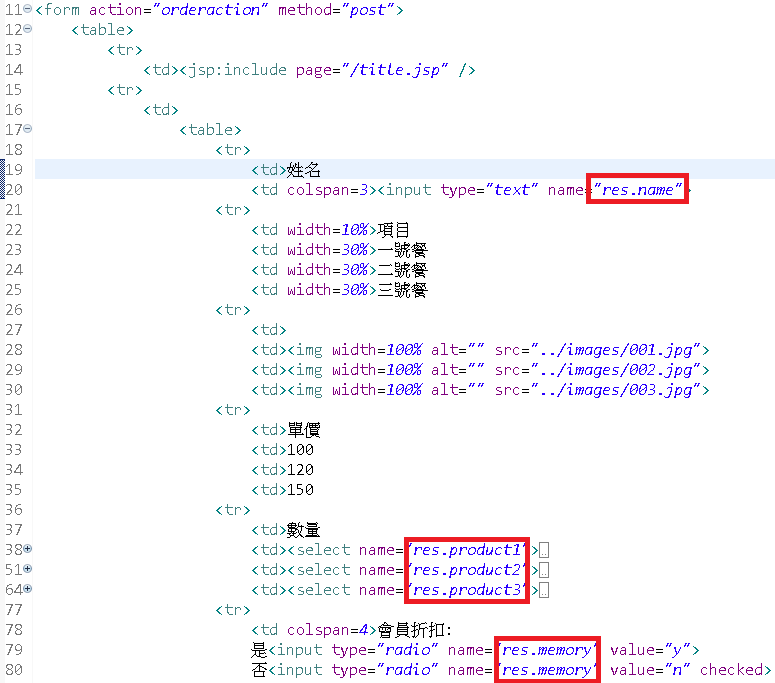 11 <form action="orderaction" method="post">
12 <table>
13 <tr>
14 <td><jsp:include page="/title.jsp" />
15 <tr>
16 <td>
17 <table>
18 <tr>
19 <td>姓名
20 <td colspan=3><input type="text" name="res.name">
21 <tr>
22 <td width=10%>項目
23 <td width=30%>一號餐
24 <td width=30%>二號餐
25 <td width=30%>三號餐
26 <tr>
27 <td>
28 <td><img width=100% alt="" src="../images/001.jpg">
29 <td><img width=100% alt="" src="../images/002.jpg">
30 <td><img width=100% alt="" src="../images/003.jpg">
31 <tr>
32 <td>單價
33 <td>100
34 <td>120
35 <td>150
36 <tr>
37 <td>數量
38 <td><select name="res.product1">
51 <td><select name="res.product2">
64 <td><select name="res.product3">
77 <tr>
78 <td colspan=4>會員折扣:
79 是<input type="radio" name="res.memory" value="y">
80 否<input type="radio" name="res.memory" value="n" checked>